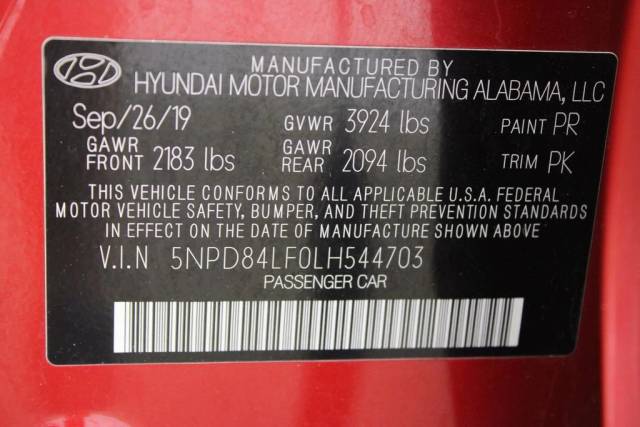 MANUFACTURED BY
HYUNDAI MOTOR MANUFACTURING ALABAMA, LLC
Sep/26/19 GVWR 3924 lbs PAINT PR
GAWR FRONT 2183 lbs GAWR REAR 2094 lbs TRIM PK
THIS VEHICLE CONFORMS TO ALL APPLICABLE U.S.A. FEDERAL
MOTOR VEHICLE SAFETY, BUMPER, AND THEFT PREVENTION STANDARDS
IN EFFECT ON THE DATE OF MANUFACTURE SHOWN ABOVE.
V.I.N 5NPD84LF0LH544703
PASSENGER CAR